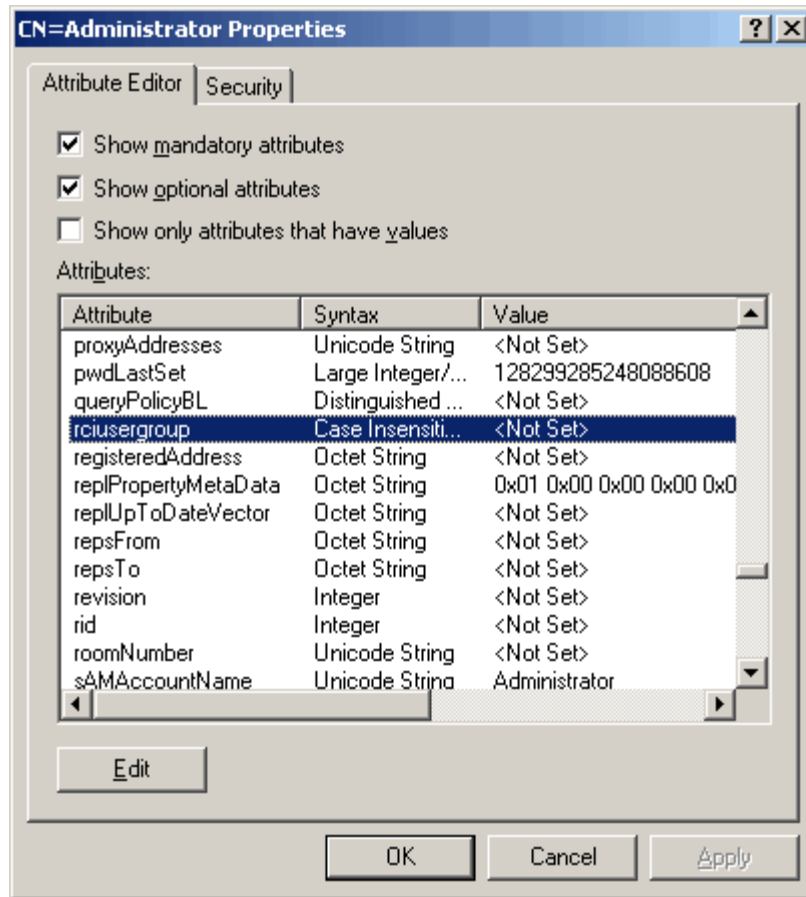 CN=Administrator Properties
Attribute Editor Security
Show mandatory attributes
Show optional attributes
Show only attributes that have values
Attributes:
Attribute Syntax Value
proxyAddresses Unicode String <Not Set>
pwdLastSet Large Integer/... 128299285248088608
queryPolicyBL Distinguished ... <Not Set>
rciusergroup Case Insensiti... <Not Set>
registeredAddress Octet String <Not Set>
replPropertyMetaData Octet String 0x01 0x00 0x00 0x00 0x0
replUpToDateVector Octet String <Not Set>
repsFrom Octet String <Not Set>
repsTo Octet String <Not Set>
revision Integer <Not Set>
rid Integer <Not Set>
roomNumber Unicode String <Not Set>
sAMAccountName Unicode String Administrator
Edit
OK Cancel Apply